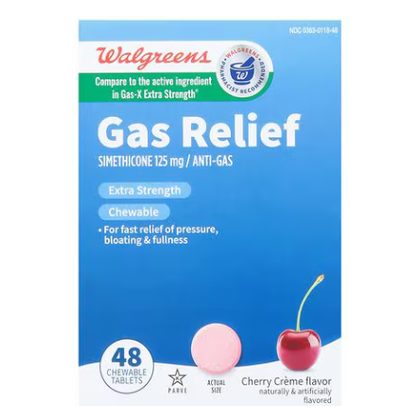 NDC 0363-0118-48
Walgreens
Compare to the active ingredient
in Gas-X Extra Strength®
WALGREENS
PHARMACIST RECOMMENDED
Gas Relief
SIMETHICONE 125 mg / ANTI-GAS
Extra Strength
Chewable
• For fast relief of pressure,
bloating & fullness
48
CHEWABLE
TABLETS
PARVE
ACTUAL
SIZE
Cherry Crème flavor
naturally & artificially
flavored